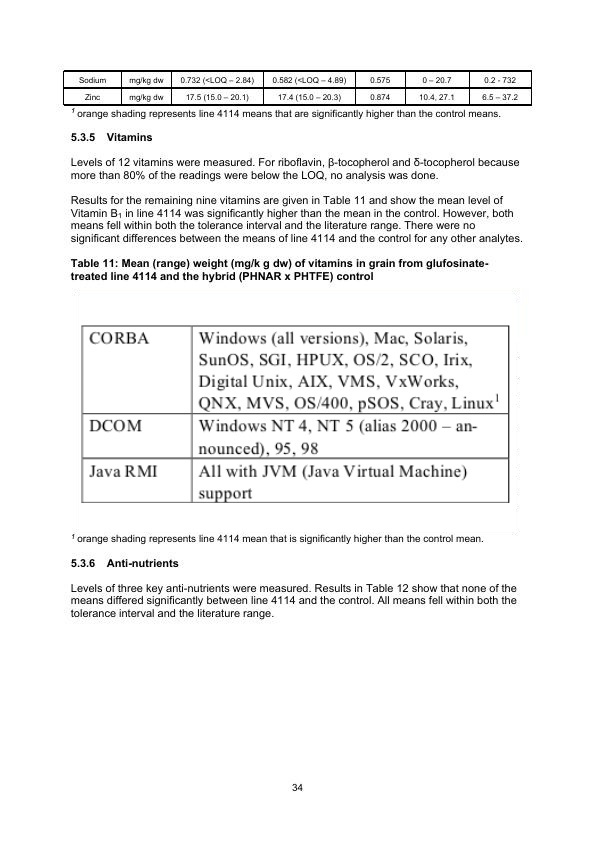 Sodium mg/kg dw 0.732 (<LOQ – 2.84) 0.582 (<LOQ – 4.89) 0.575 0 – 20.7 0.2 - 732
Zinc mg/kg dw 17.5 (15.0 – 20.1) 17.4 (15.0 – 20.3) 0.874 10.4, 27.1 6.5 – 37.2
1 orange shading represents line 4114 means that are significantly higher than the control means.
5.3.5 Vitamins
Levels of 12 vitamins were measured. For riboflavin, β-tocopherol and δ-tocopherol because
more than 80% of the readings were below the LOQ, no analysis was done.
Results for the remaining nine vitamins are given in Table 11 and show the mean level of
Vitamin B1 in line 4114 was significantly higher than the mean in the control. However, both
means fell within both the tolerance interval and the literature range. There were no
significant differences between the means of line 4114 and the control for any other analytes.
Table 11: Mean (range) weight (mg/k g dw) of vitamins in grain from glufosinate-
treated line 4114 and the hybrid (PHNAR x PHTFE) control
CORBA Windows (all versions), Mac, Solaris,
SunOS, SGI, HPUX, OS/2, SCO, Irix,
Digital Unix, AIX, VMS, VxWorks,
QNX, MVS, OS/400, pSOS, Cray, Linux1
DCOM Windows NT 4, NT 5 (alias 2000 – an-
nounced), 95, 98
Java RMI All with JVM (Java Virtual Machine)
support
1 orange shading represents line 4114 mean that is significantly higher than the control mean.
5.3.6 Anti-nutrients
Levels of three key anti-nutrients were measured. Results in Table 12 show that none of the
means differed significantly between line 4114 and the control. All means fell within both the
tolerance interval and the literature range.
34